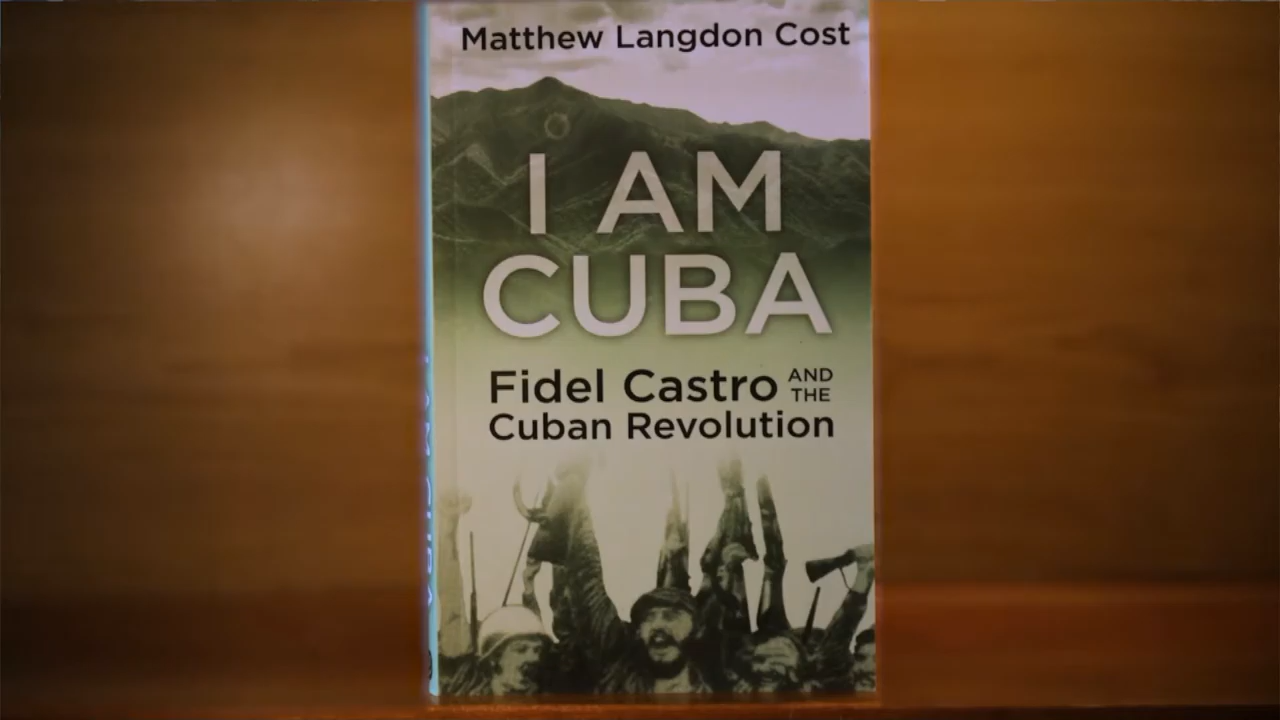 Matthew Langdon Cost
I AM
CUBA
Fidel Castro AND THE
Cuban Revolution